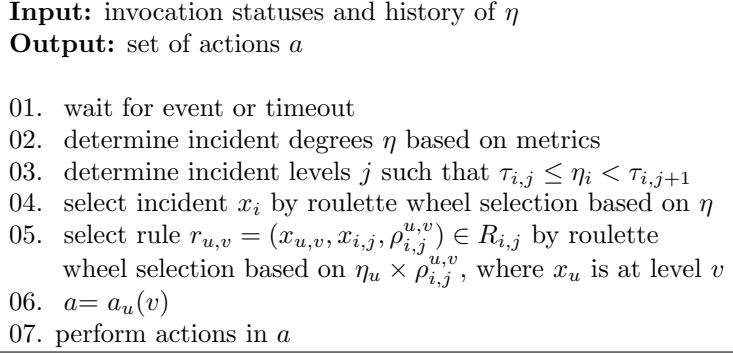 Input: invocation statuses and history of η
Output: set of actions a
01. wait for event or timeout
02. determine incident degrees η based on metrics
03. determine incident levels j such that τ_{i,j} ≤ η_i < τ_{i,j+1}
04. select incident x_i by roulette wheel selection based on η
05. select rule r_{u,v} = (x_{u,v}, x_{i,j}, ρ_{i,j}^{u,v}) ∈ R_{i,j} by roulette
wheel selection based on η_u × ρ_{i,j}^{u,v}, where x_u is at level v
06. a= a_u(v)
07. perform actions in a